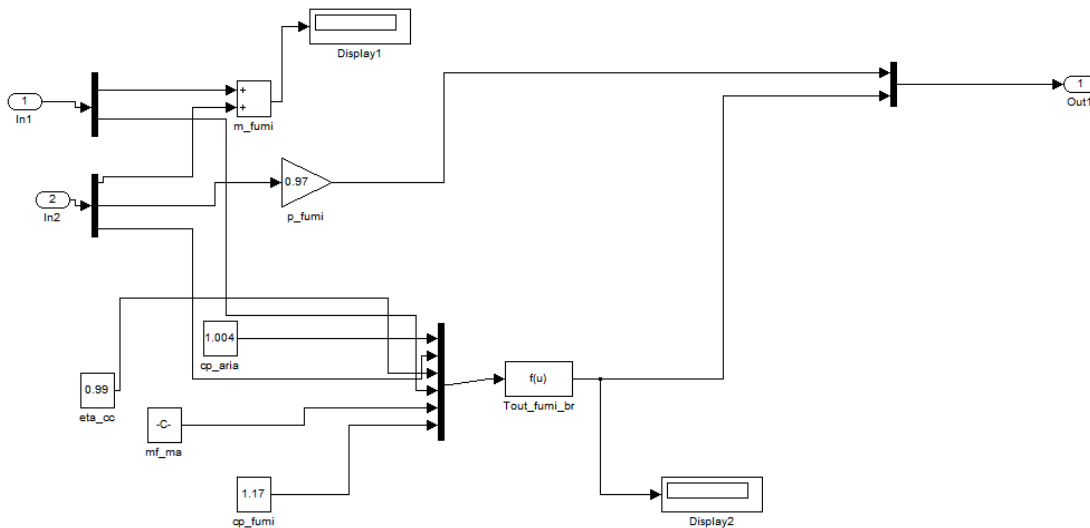 Display1
1
In1
+
+
m_fumi
2
In2
0.97
p_fumi
1
Out1
1.004
cp_aria
0.99
eta_cc
-C-
mf_ma
f(u)
Tout_fumi_br
1.17
cp_fumi
Display2